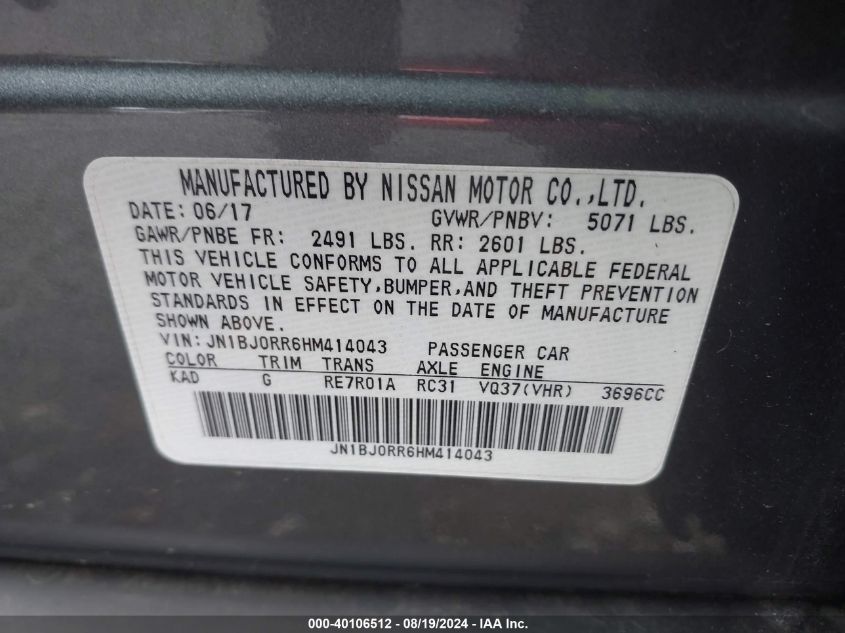 MANUFACTURED BY NISSAN MOTOR CO.,LTD.
DATE: 06/17 GVWR/PNBV: 5071 LBS.
GAWR/PNBE FR: 2491 LBS. RR: 2601 LBS.
THIS VEHICLE CONFORMS TO ALL APPLICABLE FEDERAL
MOTOR VEHICLE SAFETY,BUMPER,AND THEFT PREVENTION
STANDARDS IN EFFECT ON THE DATE OF MANUFACTURE
SHOWN ABOVE.
VIN: JN1BJ0RR6HM414043 PASSENGER CAR
COLOR TRIM TRANS AXLE ENGINE
KAD G RE7R01A RC31 VQ37(VHR) 3696CC
JN1BJ0RR6HM414043
000-40106512 - 08/19/2024 - IAA Inc.